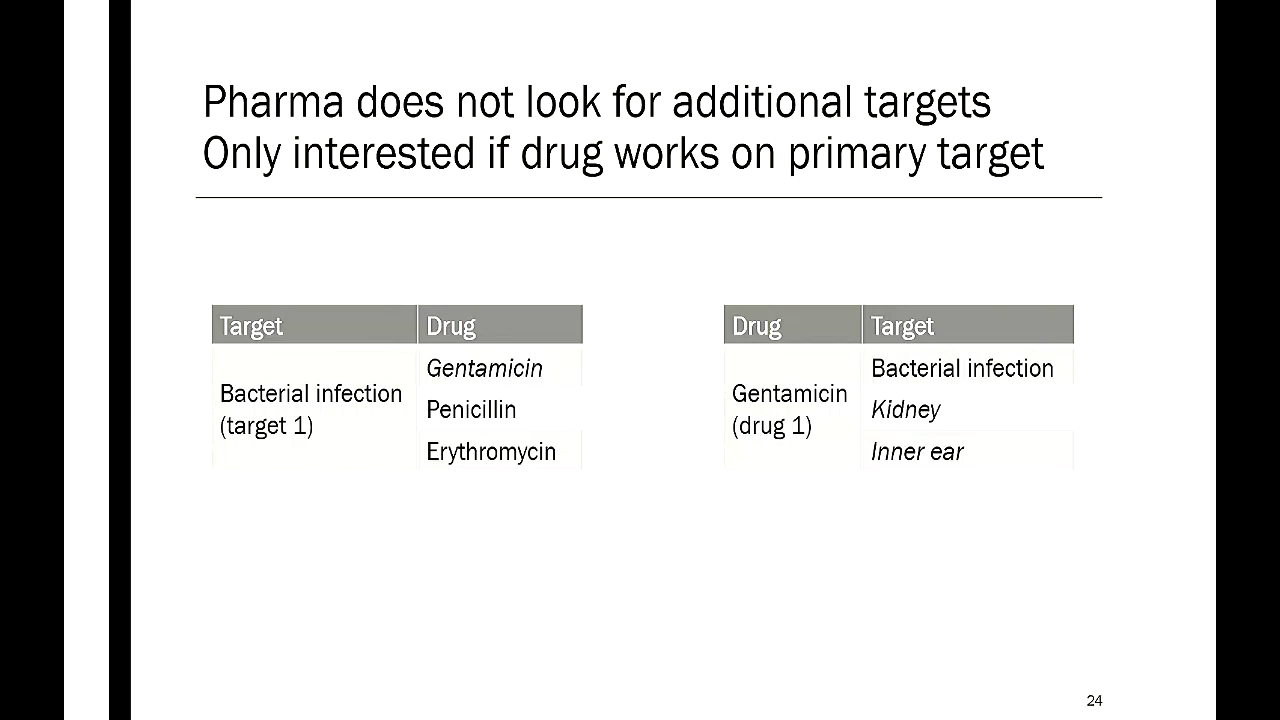 Pharma does not look for additional targets
Only interested if drug works on primary target
Target Drug
Bacterial infection
(target 1)
Gentamicin
Penicillin
Erythromycin
Drug Target
Gentamicin
(drug 1)
Bacterial infection
Kidney
Inner ear
24